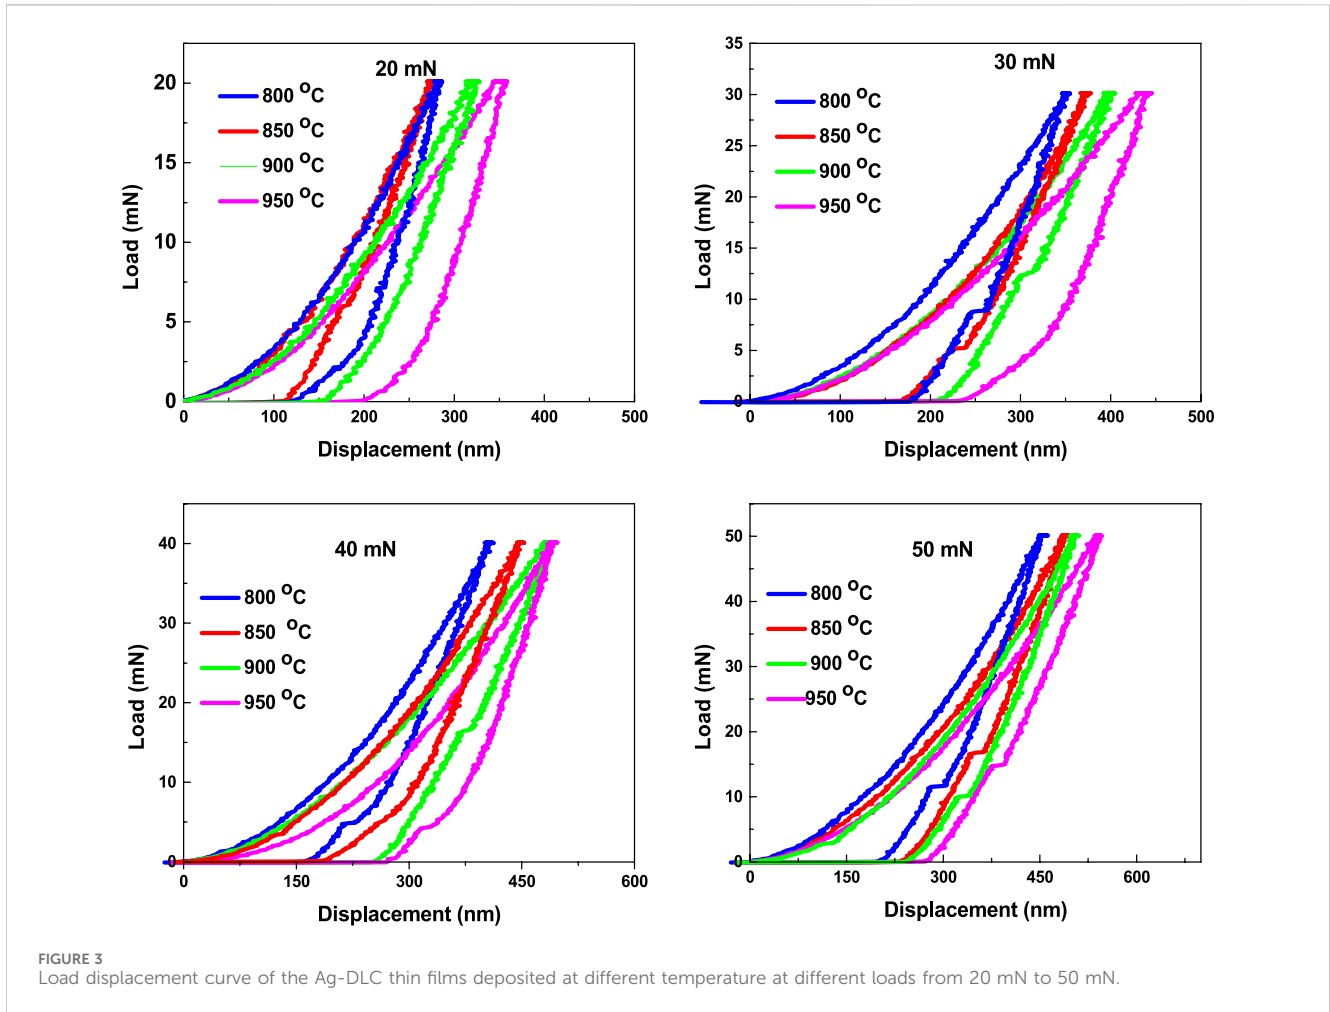 20 mN
800 °C
850 °C
900 °C
950 °C
20
15
10
5
0
0 100 200 300 400 500
Load (mN)
Displacement (nm)
30 mN
800 °C
850 °C
900 °C
950 °C
35
30
25
20
15
10
5
0
0 100 200 300 400 500
Load (mN)
Displacement (nm)
40 mN
800 °C
850 °C
900 °C
950 °C
40
30
20
10
0
0 150 300 450 600
Load (mN)
Displacement (nm)
50 mN
800 °C
850 °C
900 °C
950 °C
50
40
30
20
10
0
0 150 300 450 600
Load (mN)
Displacement (nm)
FIGURE 3
Load displacement curve of the Ag-DLC thin films deposited at different temperature at different loads from 20 mN to 50 mN.